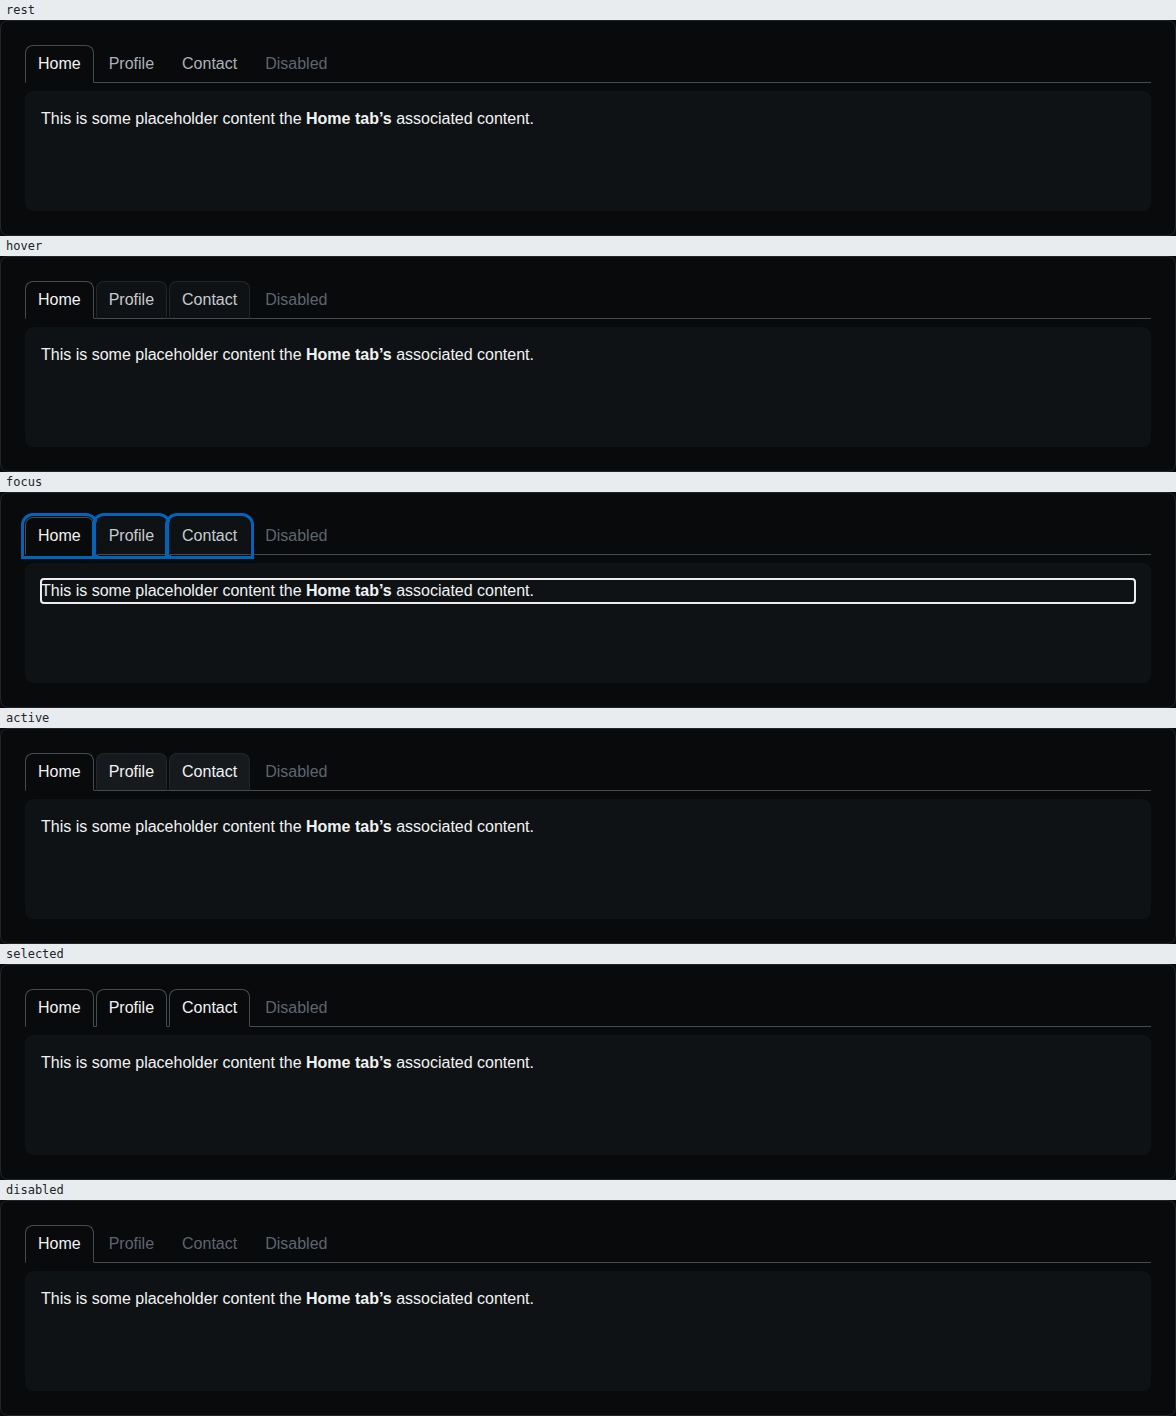 rest
Home Profile Contact Disabled
This is some placeholder content the Home tab’s associated content.
hover
Home Profile Contact Disabled
This is some placeholder content the Home tab’s associated content.
focus
Home Profile Contact Disabled
This is some placeholder content the Home tab’s associated content.
active
Home Profile Contact Disabled
This is some placeholder content the Home tab’s associated content.
selected
Home Profile Contact Disabled
This is some placeholder content the Home tab’s associated content.
disabled
Home Profile Contact Disabled
This is some placeholder content the Home tab’s associated content.